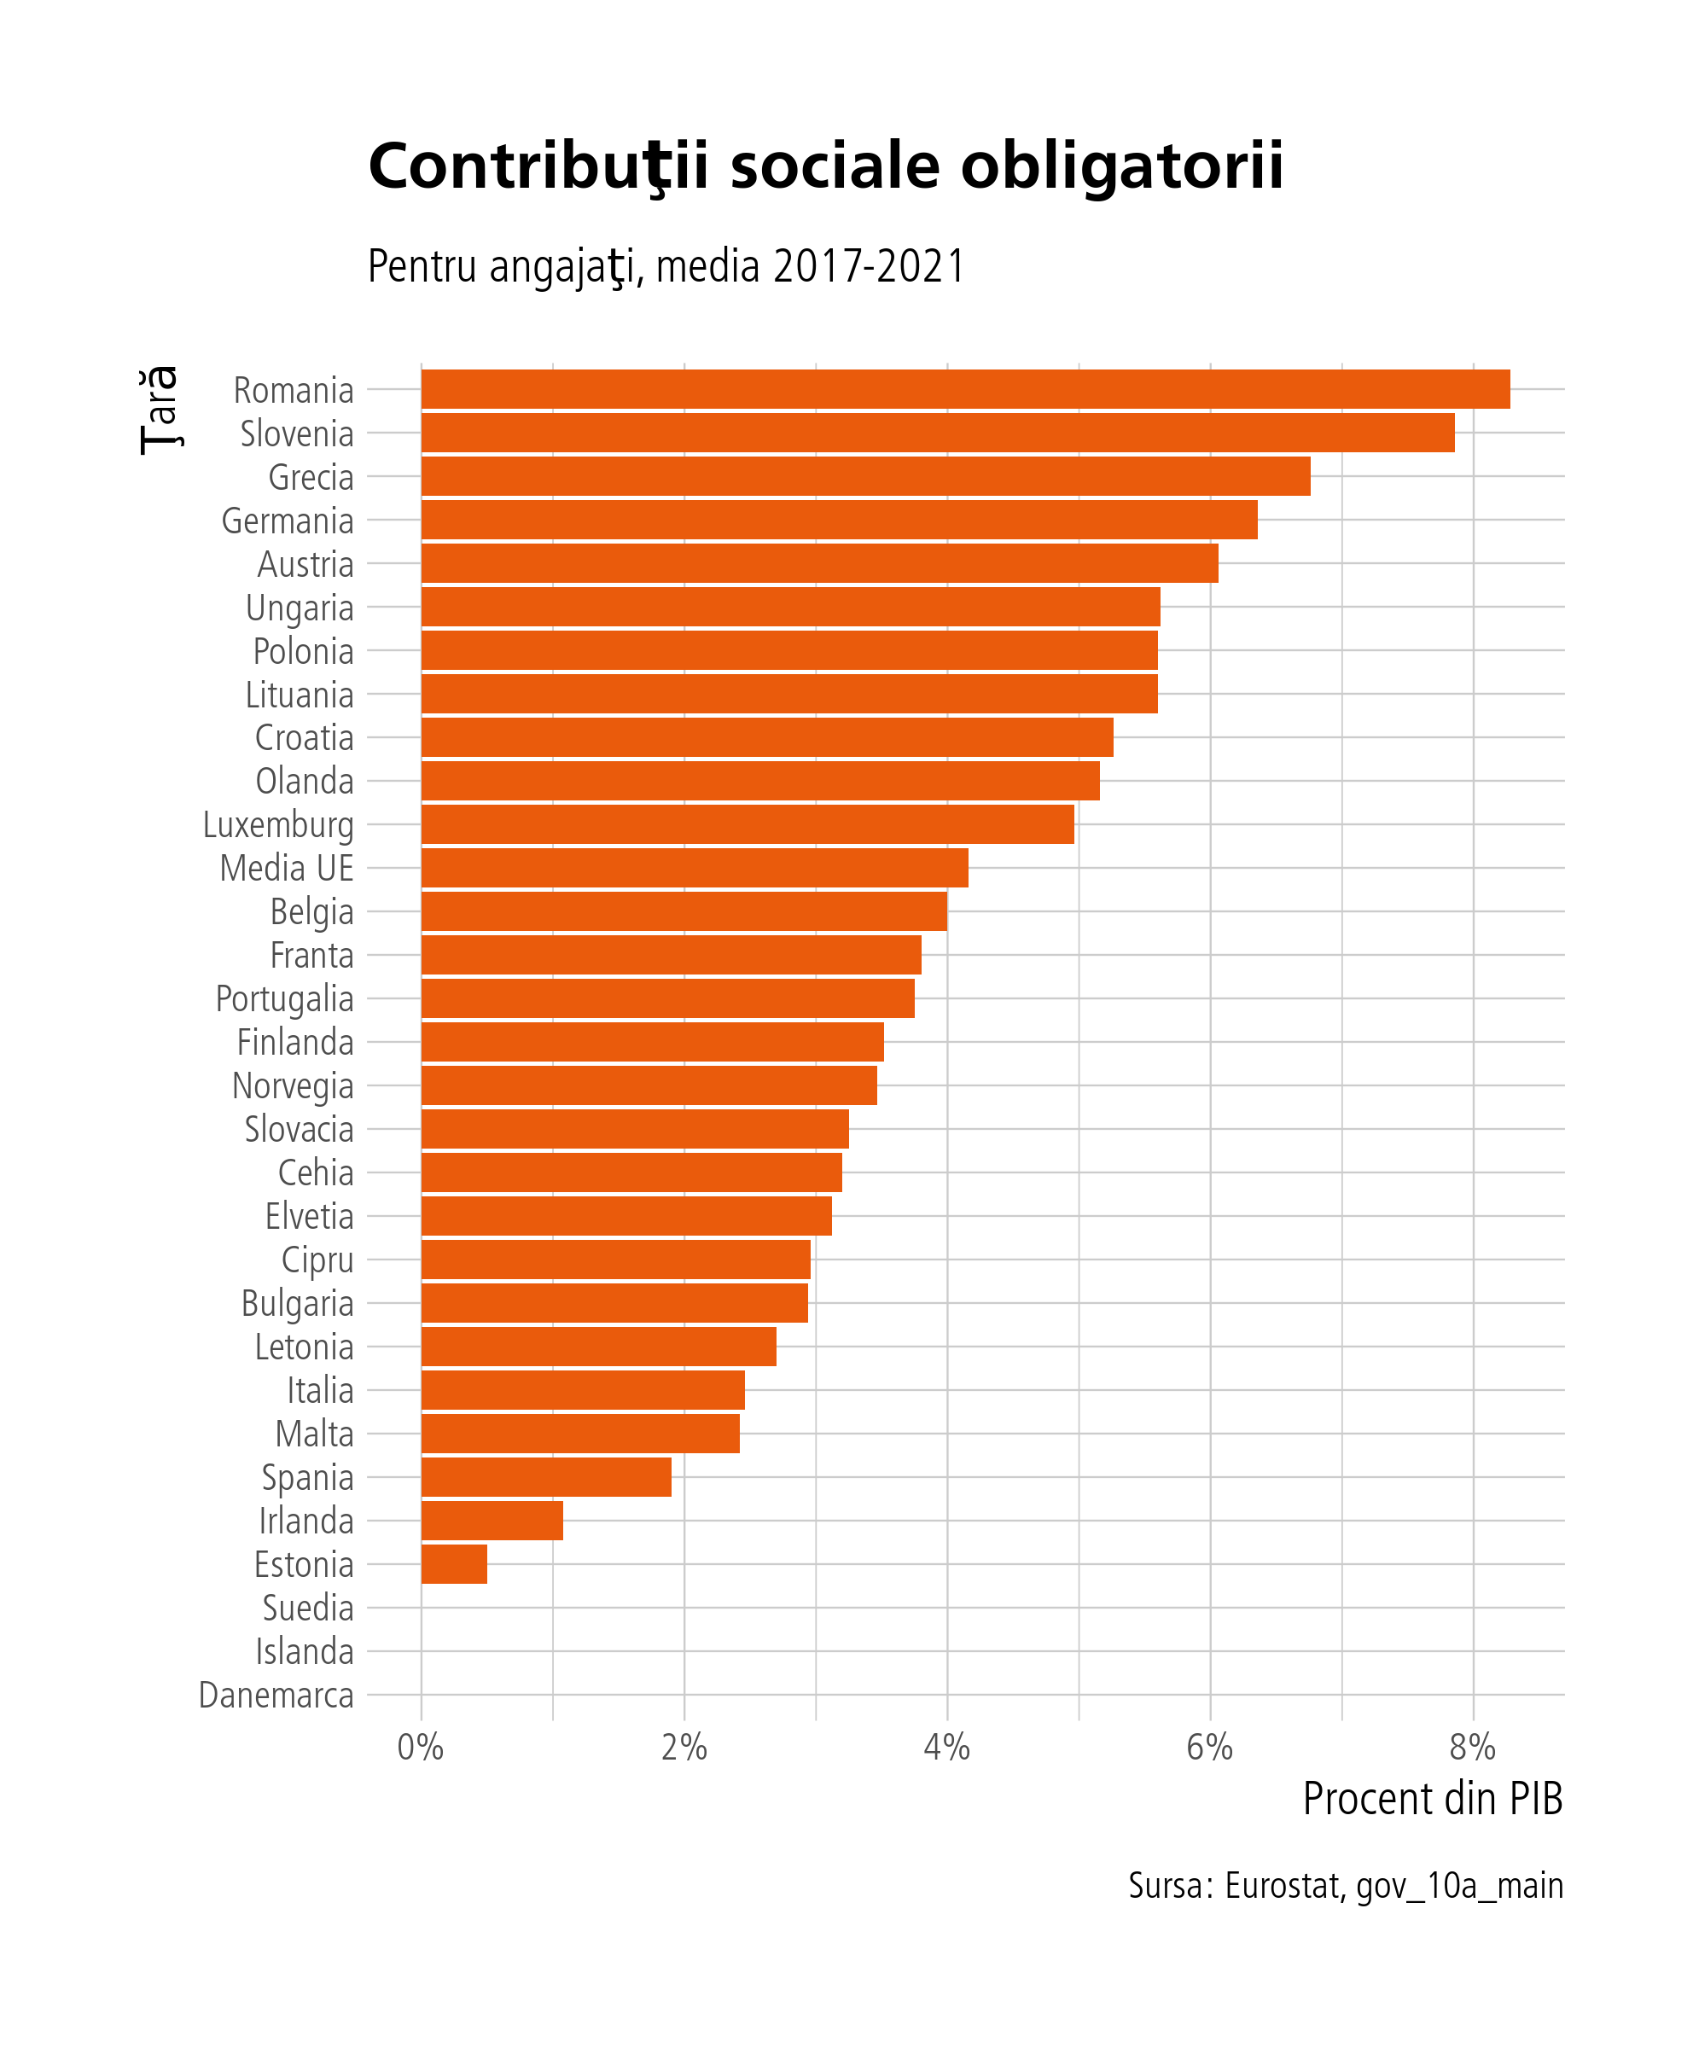 Contribuţii sociale obligatorii
Pentru angajaţi, media 2017-2021
Ţară
Romania
Slovenia
Grecia
Germania
Austria
Ungaria
Polonia
Lituania
Croatia
Olanda
Luxemburg
Media UE
Belgia
Franta
Portugalia
Finlanda
Norvegia
Slovacia
Cehia
Elvetia
Cipru
Bulgaria
Letonia
Italia
Malta
Spania
Irlanda
Estonia
Suedia
Islanda
Danemarca
0% 2% 4% 6% 8%
Procent din PIB
Sursa: Eurostat, gov_10a_main